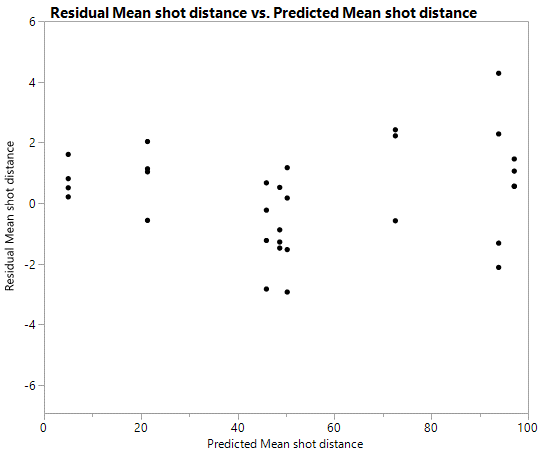 Residual Mean shot distance vs. Predicted Mean shot distance
6
4
2
0
-2
-4
-6
Residual Mean shot distance
0 20 40 60 80 100
Predicted Mean shot distance